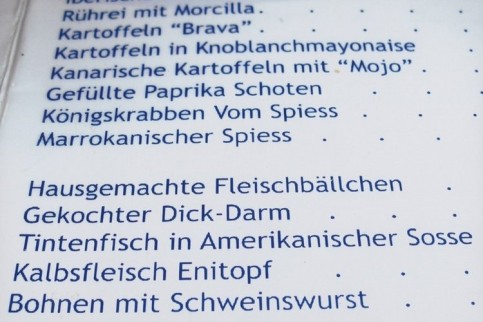 Rührei mit Morcilla. . . . .
Kartoffeln “Brava”. . . . .
Kartoffeln in Knoblanchmayonaise .
Kanarische Kartoffeln mit “Mojo” . .
Gefüllte Paprika Schoten . . .
Königskrabben Vom Spiess . . .
Marrokanischer Spiess . . . .
Hausgemachte Fleischbällchen .
Gekochter Dick-Darm . . .
Tintenfisch in Amerikanischer Sosse
Kalbsfleisch Enitopf . . .
Bohnen mit Schweinswurst . .